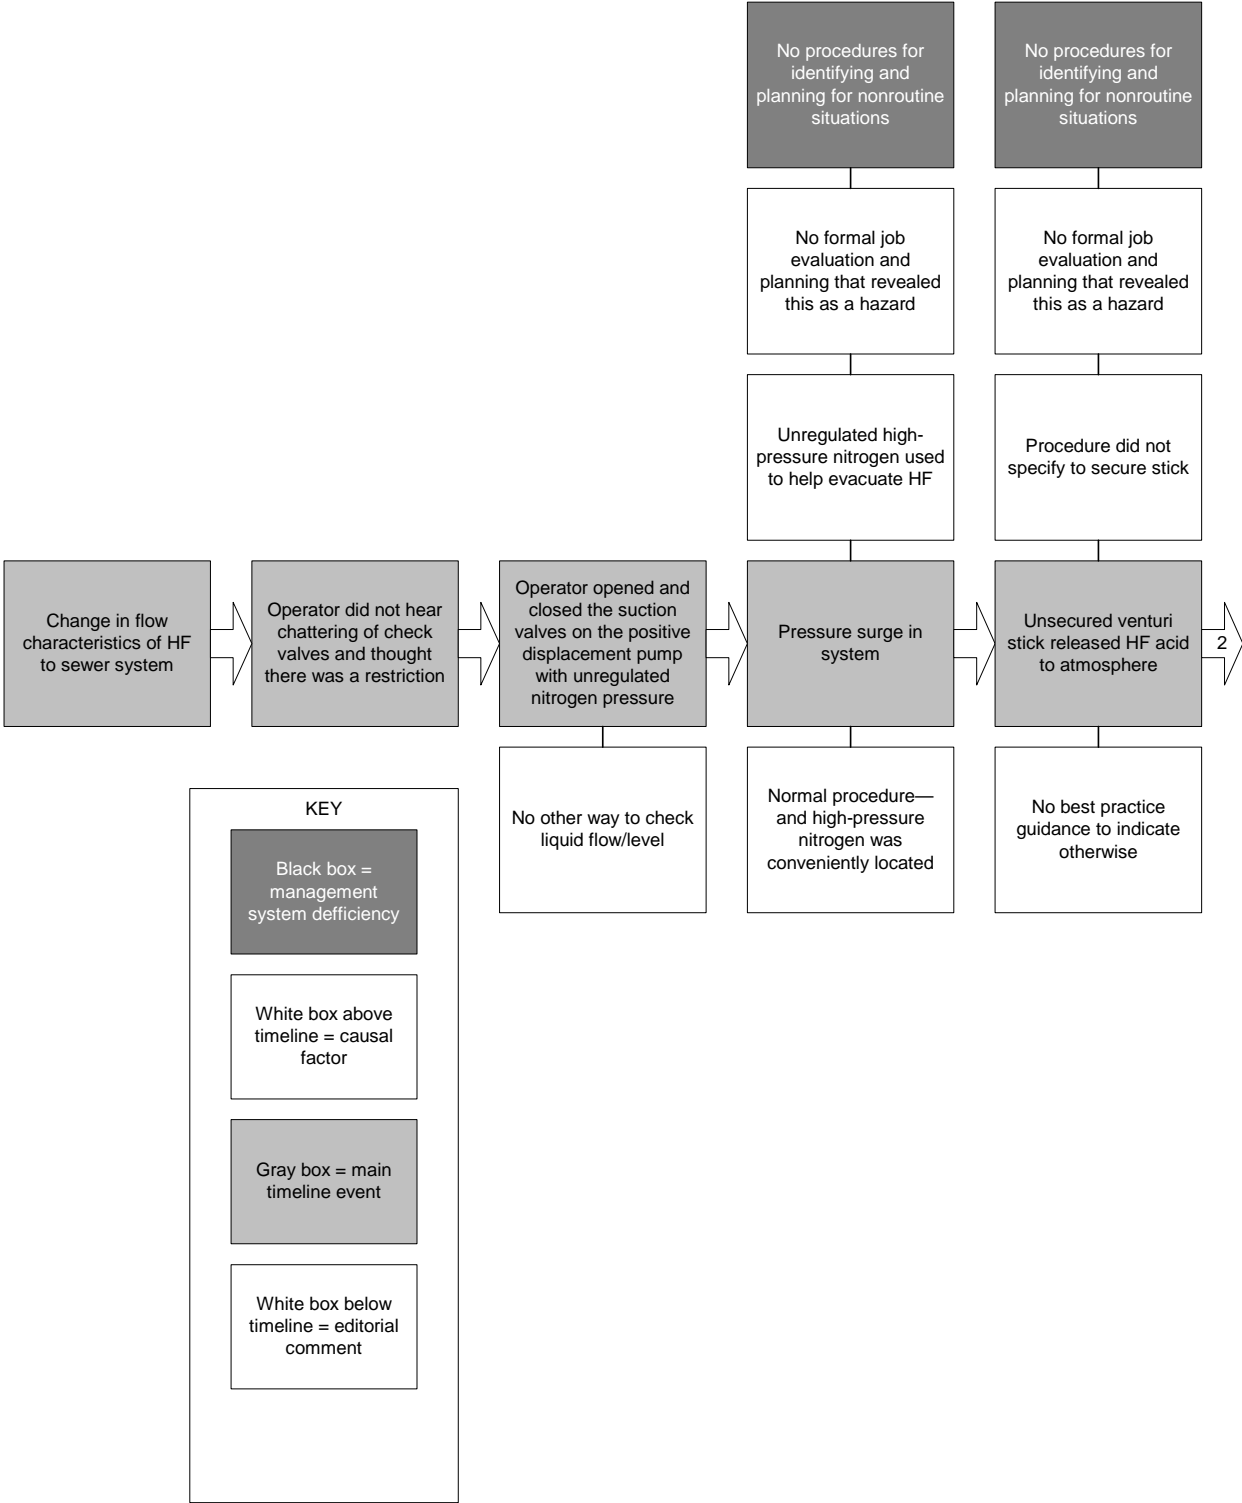 No procedures for
identifying and
planning for nonroutine
situations
No procedures for
identifying and
planning for nonroutine
situations
No formal job
evaluation and
planning that revealed
this as a hazard
No formal job
evaluation and
planning that revealed
this as a hazard
Unregulated high-
pressure nitrogen used
to help evacuate HF
Procedure did not
specify to secure stick
Change in flow
characteristics of HF
to sewer system
Operator did not hear
chattering of check
valves and thought
there was a restriction
Operator opened and
closed the suction
valves on the positive
displacement pump
with unregulated
nitrogen pressure
Pressure surge in
system
Unsecured venturi
stick released HF acid
to atmosphere
2
No other way to check
liquid flow/level
Normal procedure—
and high-pressure
nitrogen was
conveniently located
No best practice
guidance to indicate
otherwise
KEY
Black box =
management
system defficiency
White box above
timeline = causal
factor
Gray box = main
timeline event
White box below
timeline = editorial
comment